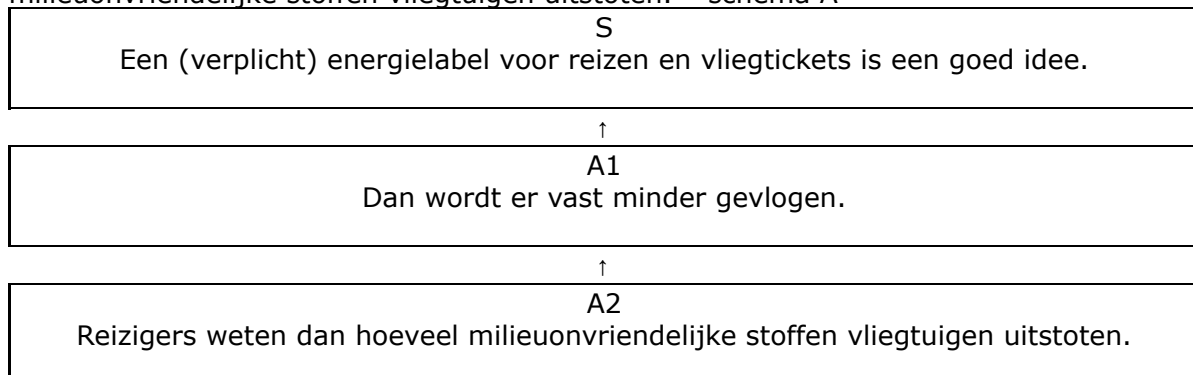 milieuonvriendelijke stoffen vliegtuigen uitstoten. schema A
S
Een (verplicht) energielabel voor reizen en vliegtickets is een goed idee.
↑
A1
Dan wordt er vast minder gevlogen.
↑
A2
Reizigers weten dan hoeveel milieuonvriendelijke stoffen vliegtuigen uitstoten.